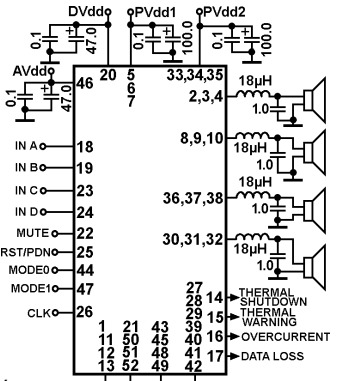 DVdd PVdd1 PVdd2
0.1 47.0 0.1 100.0 0.1 100.0
AVdd
0.1 47.0
46 20 5 33,34,35
6
7
18µH
2,3,4
1.0
IN A 18
8,9,10
18µH 1.0
IN B 19
18µH
IN C 23
36,37,38
1.0
IN D 24
MUTE 22
30,31,32
18µH 1.0
RST/PDN 25
MODE0 44
MODE1 47
CLK 26
27
28 14 THERMAL SHUTDOWN
29 15 THERMAL WARNING
1 21 43 39
11 50 45 40 16 OVERCURRENT
12 51 48 41 17 DATA LOSS
13 52 49 42